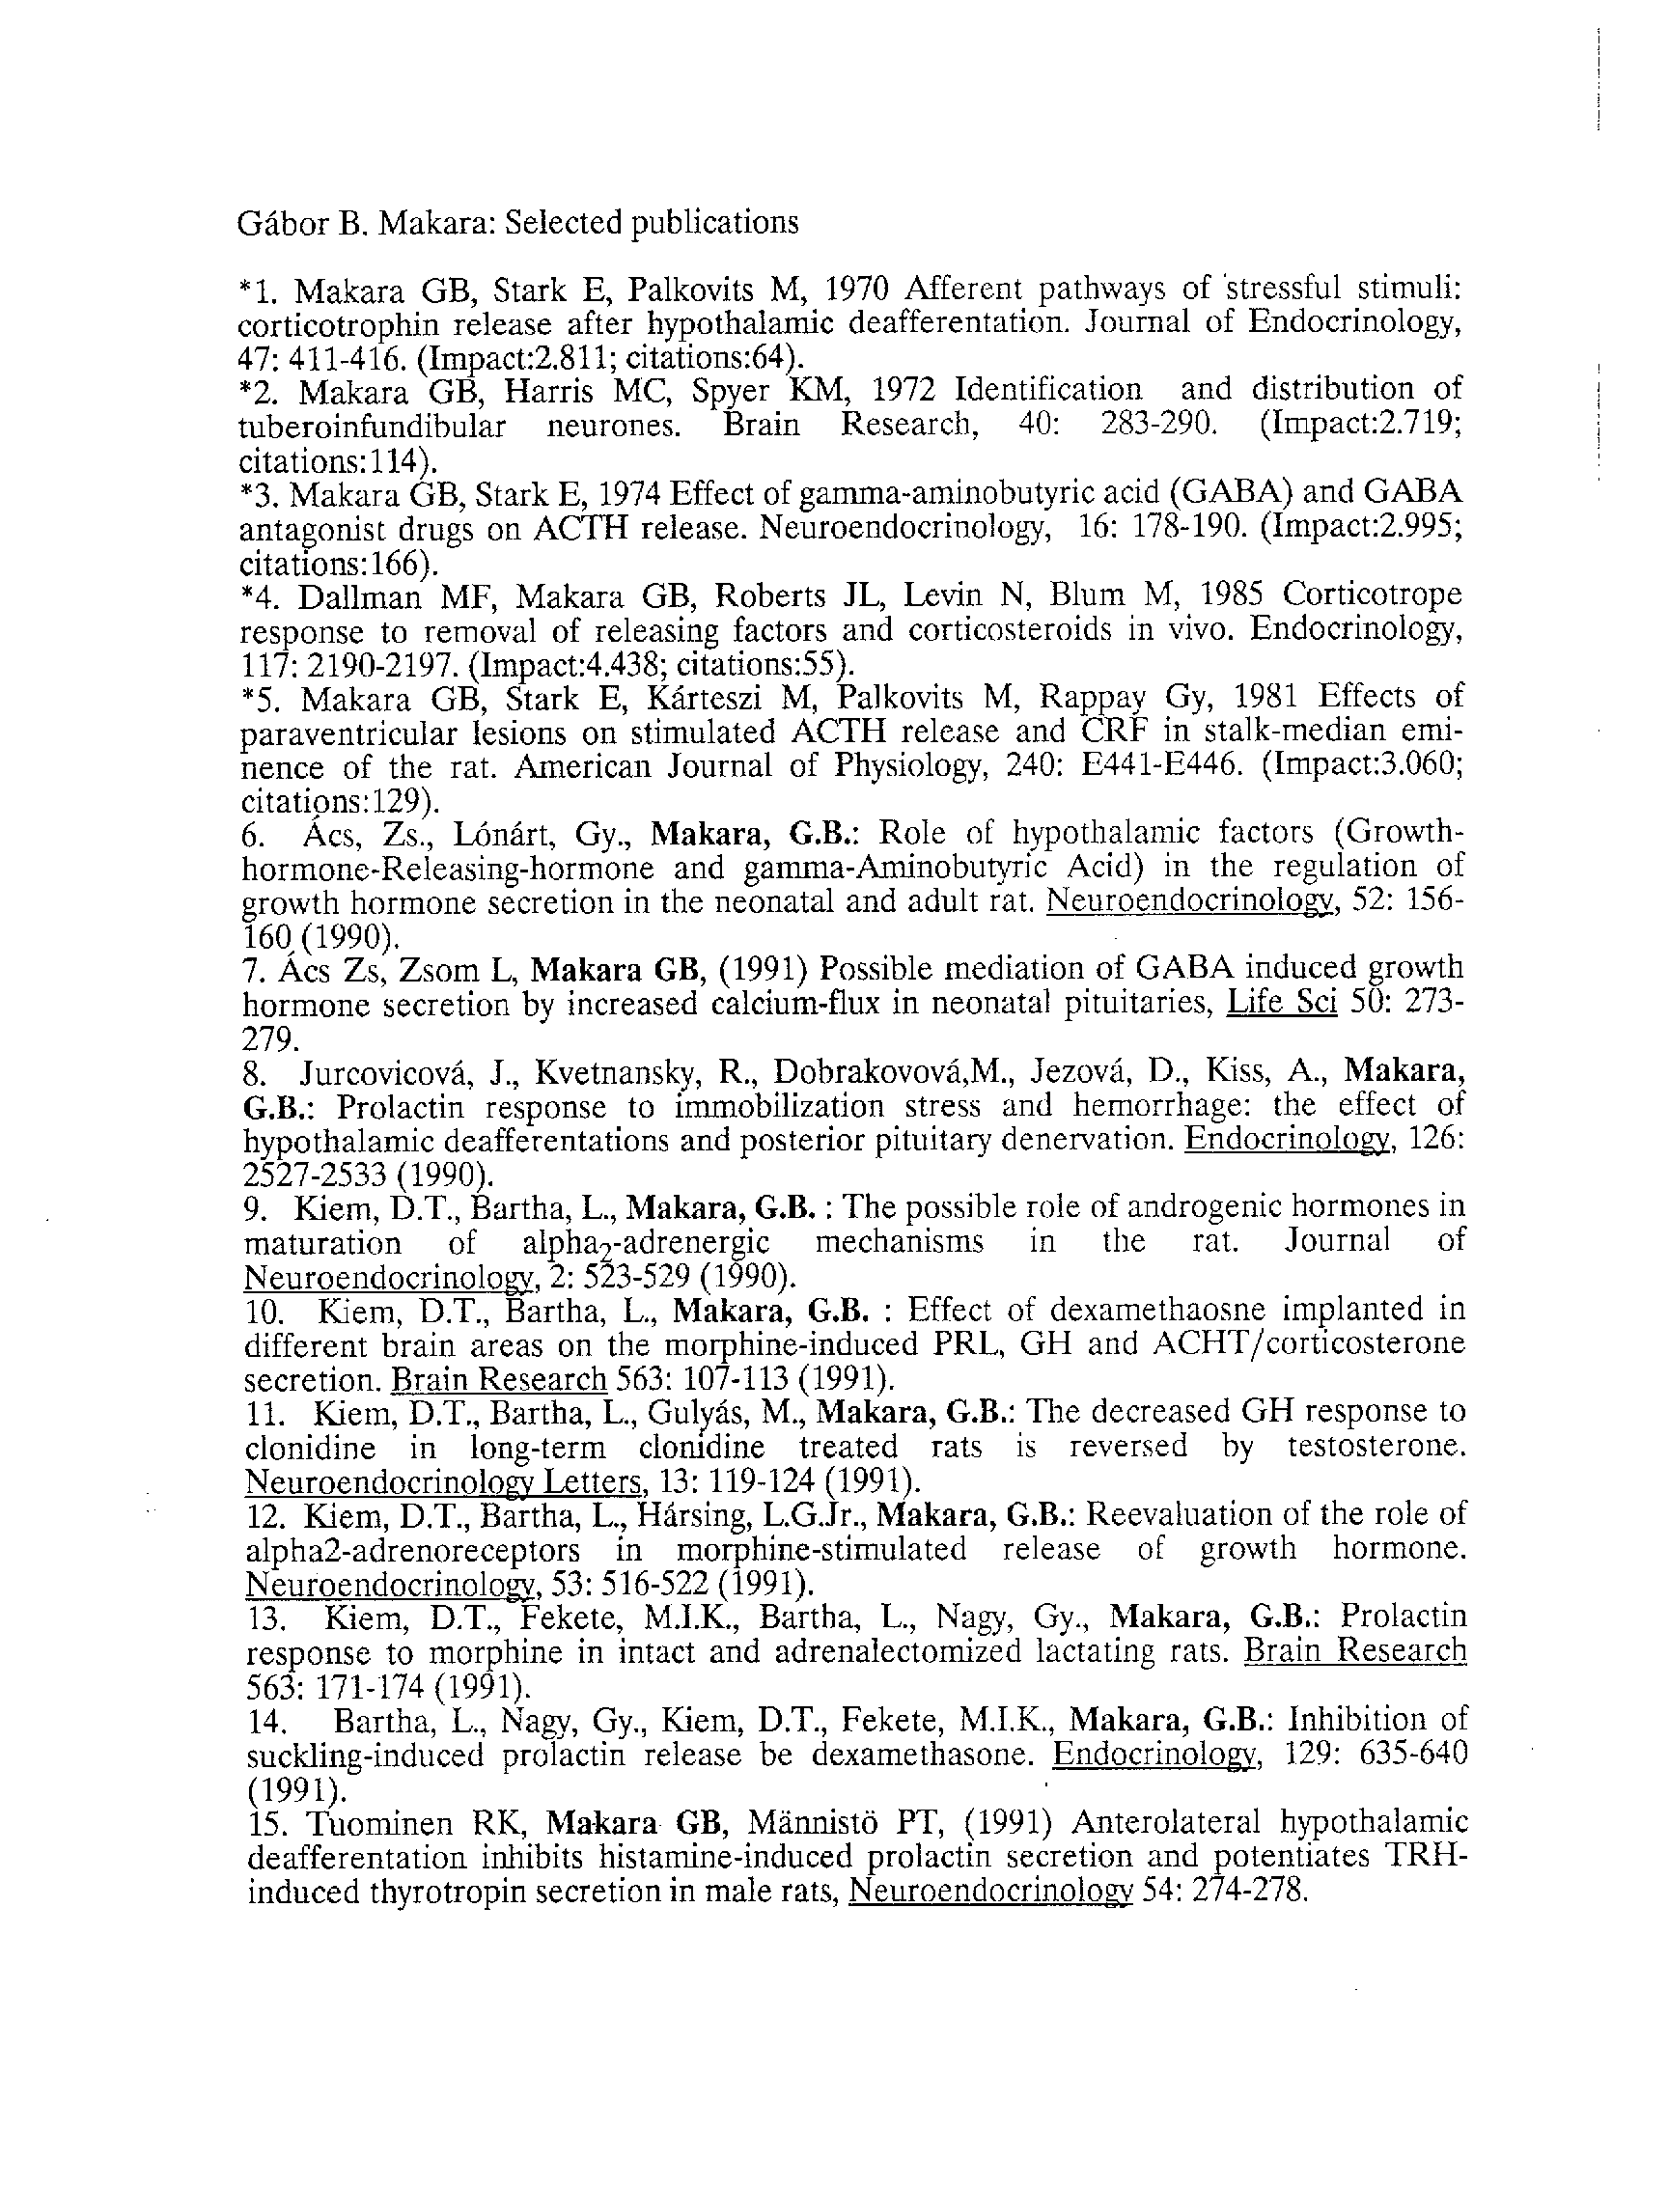 Gábor B. Makara: Selected publications
*1. Makara GB, Stark E, Palkovits M, 1970 Afferent pathways of stressful stimuli:
corticotrophin release after hypothalamic deafferentation. Journal of Endocrinology,
47: 411-416. (Impact:2.811; citations:64).
*2. Makara GB, Harris MC, Spyer KM, 1972 Identification and distribution of
tuberoinfundibular neurones. Brain Research, 40: 283-290. (Impact:2.719;
citations:114).
*3. Makara GB, Stark E, 1974 Effect of gamma-aminobutyric acid (GABA) and GABA
antagonist drugs on ACTH release. Neuroendocrinology, 16: 178-190. (Impact:2.995;
citations:166).
*4. Dallman MF, Makara GB, Roberts JL, Levin N, Blum M, 1985 Corticotrope
response to removal of releasing factors and corticosteroids in vivo. Endocrinology,
117: 2190-2197. (Impact:4.438; citations:55).
*5. Makara GB, Stark E, Kárteszi M, Palkovits M, Rappay Gy, 1981 Effects of
paraventricular lesions on stimulated ACTH release and CRF in stalk-median emi-
nence of the rat. American Journal of Physiology, 240: E441-E446. (Impact:3.060;
citations:129).
6. Ács, Zs., Lónárt, Gy., Makara, G.B.: Role of hypothalamic factors (Growth-
hormone-Releasing-hormone and gamma-Aminobutyric Acid) in the regulation of
growth hormone secretion in the neonatal and adult rat. Neuroendocrinology, 52: 156-
160 (1990).
7. Ács Zs, Zsom L, Makara GB, (1991) Possible mediation of GABA induced growth
hormone secretion by increased calcium-flux in neonatal pituitaries, Life Sci 50: 273-
279.
8. Jurcovicová, J., Kvetnansky, R., Dobrakovová,M., Jezová, D., Kiss, A., Makara,
G.B.: Prolactin response to immobilization stress and hemorrhage: the effect of
hypothalamic deafferentations and posterior pituitary denervation. Endocrinology, 126:
2527-2533 (1990).
9. Kiem, D.T., Bartha, L., Makara, G.B. : The possible role of androgenic hormones in
maturation of alpha₂-adrenergic mechanisms in the rat. Journal of
Neuroendocrinology, 2: 523-529 (1990).
10. Kiem, D.T., Bartha, L., Makara, G.B. : Effect of dexamethaosne implanted in
different brain areas on the morphine-induced PRL, GH and ACHT/corticosterone
secretion. Brain Research 563: 107-113 (1991).
11. Kiem, D.T., Bartha, L., Gulyás, M., Makara, G.B.: The decreased GH response to
clonidine in long-term clonidine treated rats is reversed by testosterone.
Neuroendocrinology Letters, 13: 119-124 (1991).
12. Kiem, D.T., Bartha, L., Hársing, L.G.Jr., Makara, G.B.: Reevaluation of the role of
alpha2-adrenoreceptors in morphine-stimulated release of growth hormone.
Neuroendocrinology, 53: 516-522 (1991).
13. Kiem, D.T., Fekete, M.I.K., Bartha, L., Nagy, Gy., Makara, G.B.: Prolactin
response to morphine in intact and adrenalectomized lactating rats. Brain Research
563: 171-174 (1991).
14. Bartha, L., Nagy, Gy., Kiem, D.T., Fekete, M.I.K., Makara, G.B.: Inhibition of
suckling-induced prolactin release be dexamethasone. Endocrinology, 129: 635-640
(1991).
15. Tuominen RK, Makara GB, Männistö PT, (1991) Anterolateral hypothalamic
deafferentation inhibits histamine-induced prolactin secretion and potentiates TRH-
induced thyrotropin secretion in male rats, Neuroendocrinology 54: 274-278.